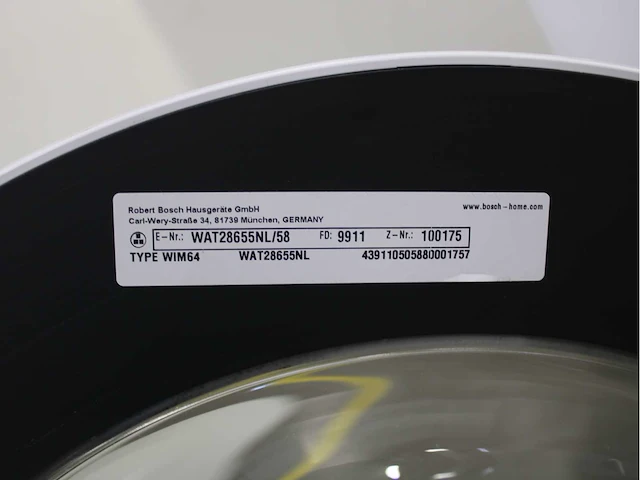 Robert Bosch Hausgeräte GmbH
Carl-Wery-Straße 34, 81739 München, GERMANY
www.bosch-home.com
E-Nr.: WAT28655NL/58 FD: 9911 Z-Nr.: 100175
TYPE WIM64 WAT28655NL 439110505880001757